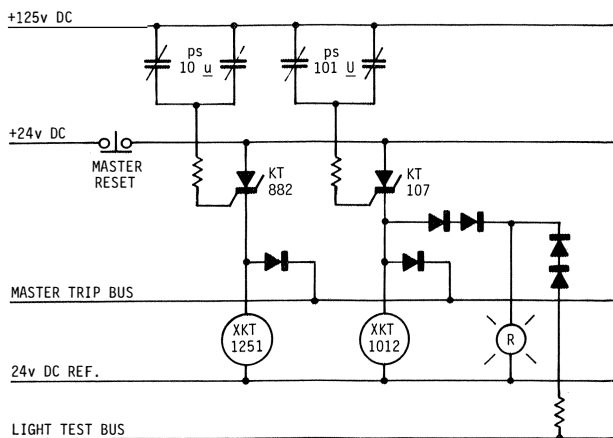 +125v DC
ps
10 u
ps
101 U
+24v DC
MASTER
RESET
KT
882
KT
107
MASTER TRIP BUS
XKT
1251
XKT
1012
R
24v DC REF.
LIGHT TEST BUS